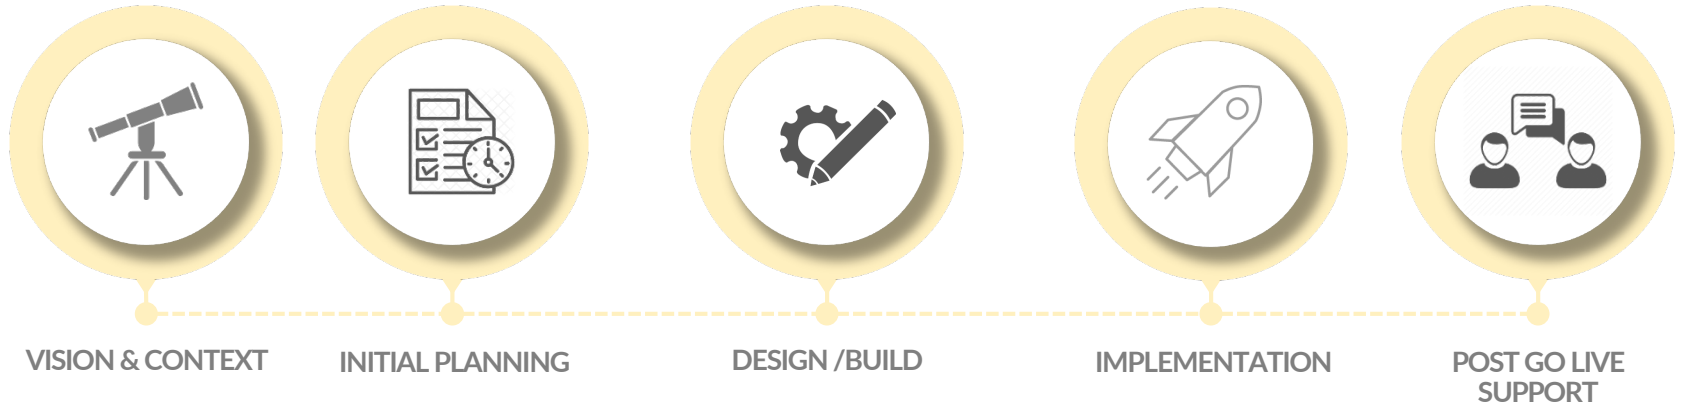 VISION & CONTEXT
INITIAL PLANNING
DESIGN /BUILD
IMPLEMENTATION
POST GO LIVE
SUPPORT